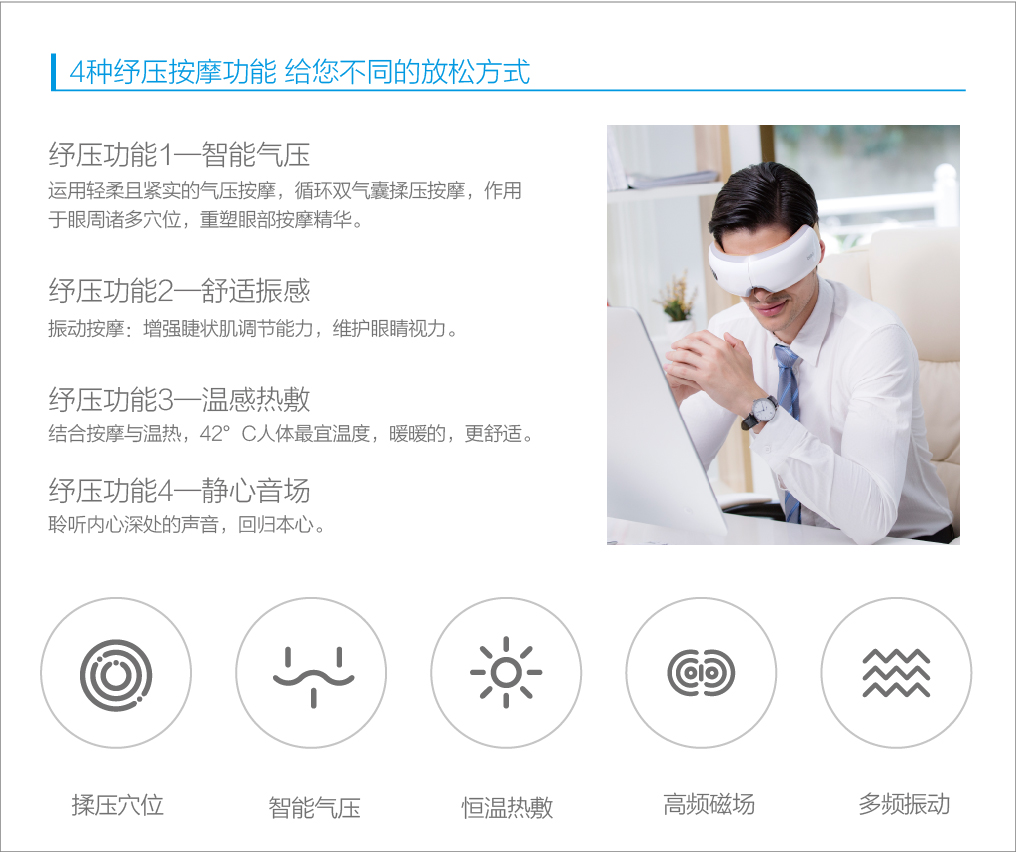 4种纾压按摩功能 给您不同的放松方式
纾压功能1—智能气压
运用轻柔且紧实的气压按摩，循环双气囊揉压按摩，作用
于眼周诸多穴位，重塑眼部按摩精华。
纾压功能2—舒适振感
振动按摩：增强睫状肌调节能力，维护眼睛视力。
纾压功能3—温感热敷
结合按摩与温热，42°C人体最宜温度，暖暖的，更舒适。
纾压功能4—静心音场
聆听内心深处的声音，回归本心。
揉压穴位
智能气压
恒温热敷
高频磁场
多频振动